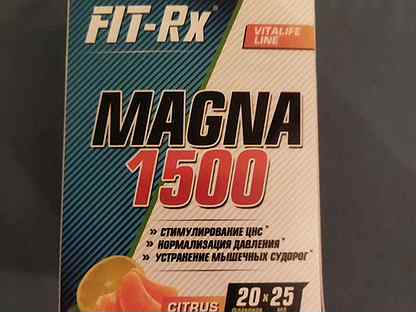 FIT-Rx®
VITALIFE
LINE
MAGNA
1500
» СТИМУЛИРОВАНИЕ ЦНС*
» НОРМАЛИЗАЦИЯ ДАВЛЕНИЯ*
» УСТРАНЕНИЕ МЫШЕЧНЫХ СУДОРОГ*
CITRUS
20 x 25